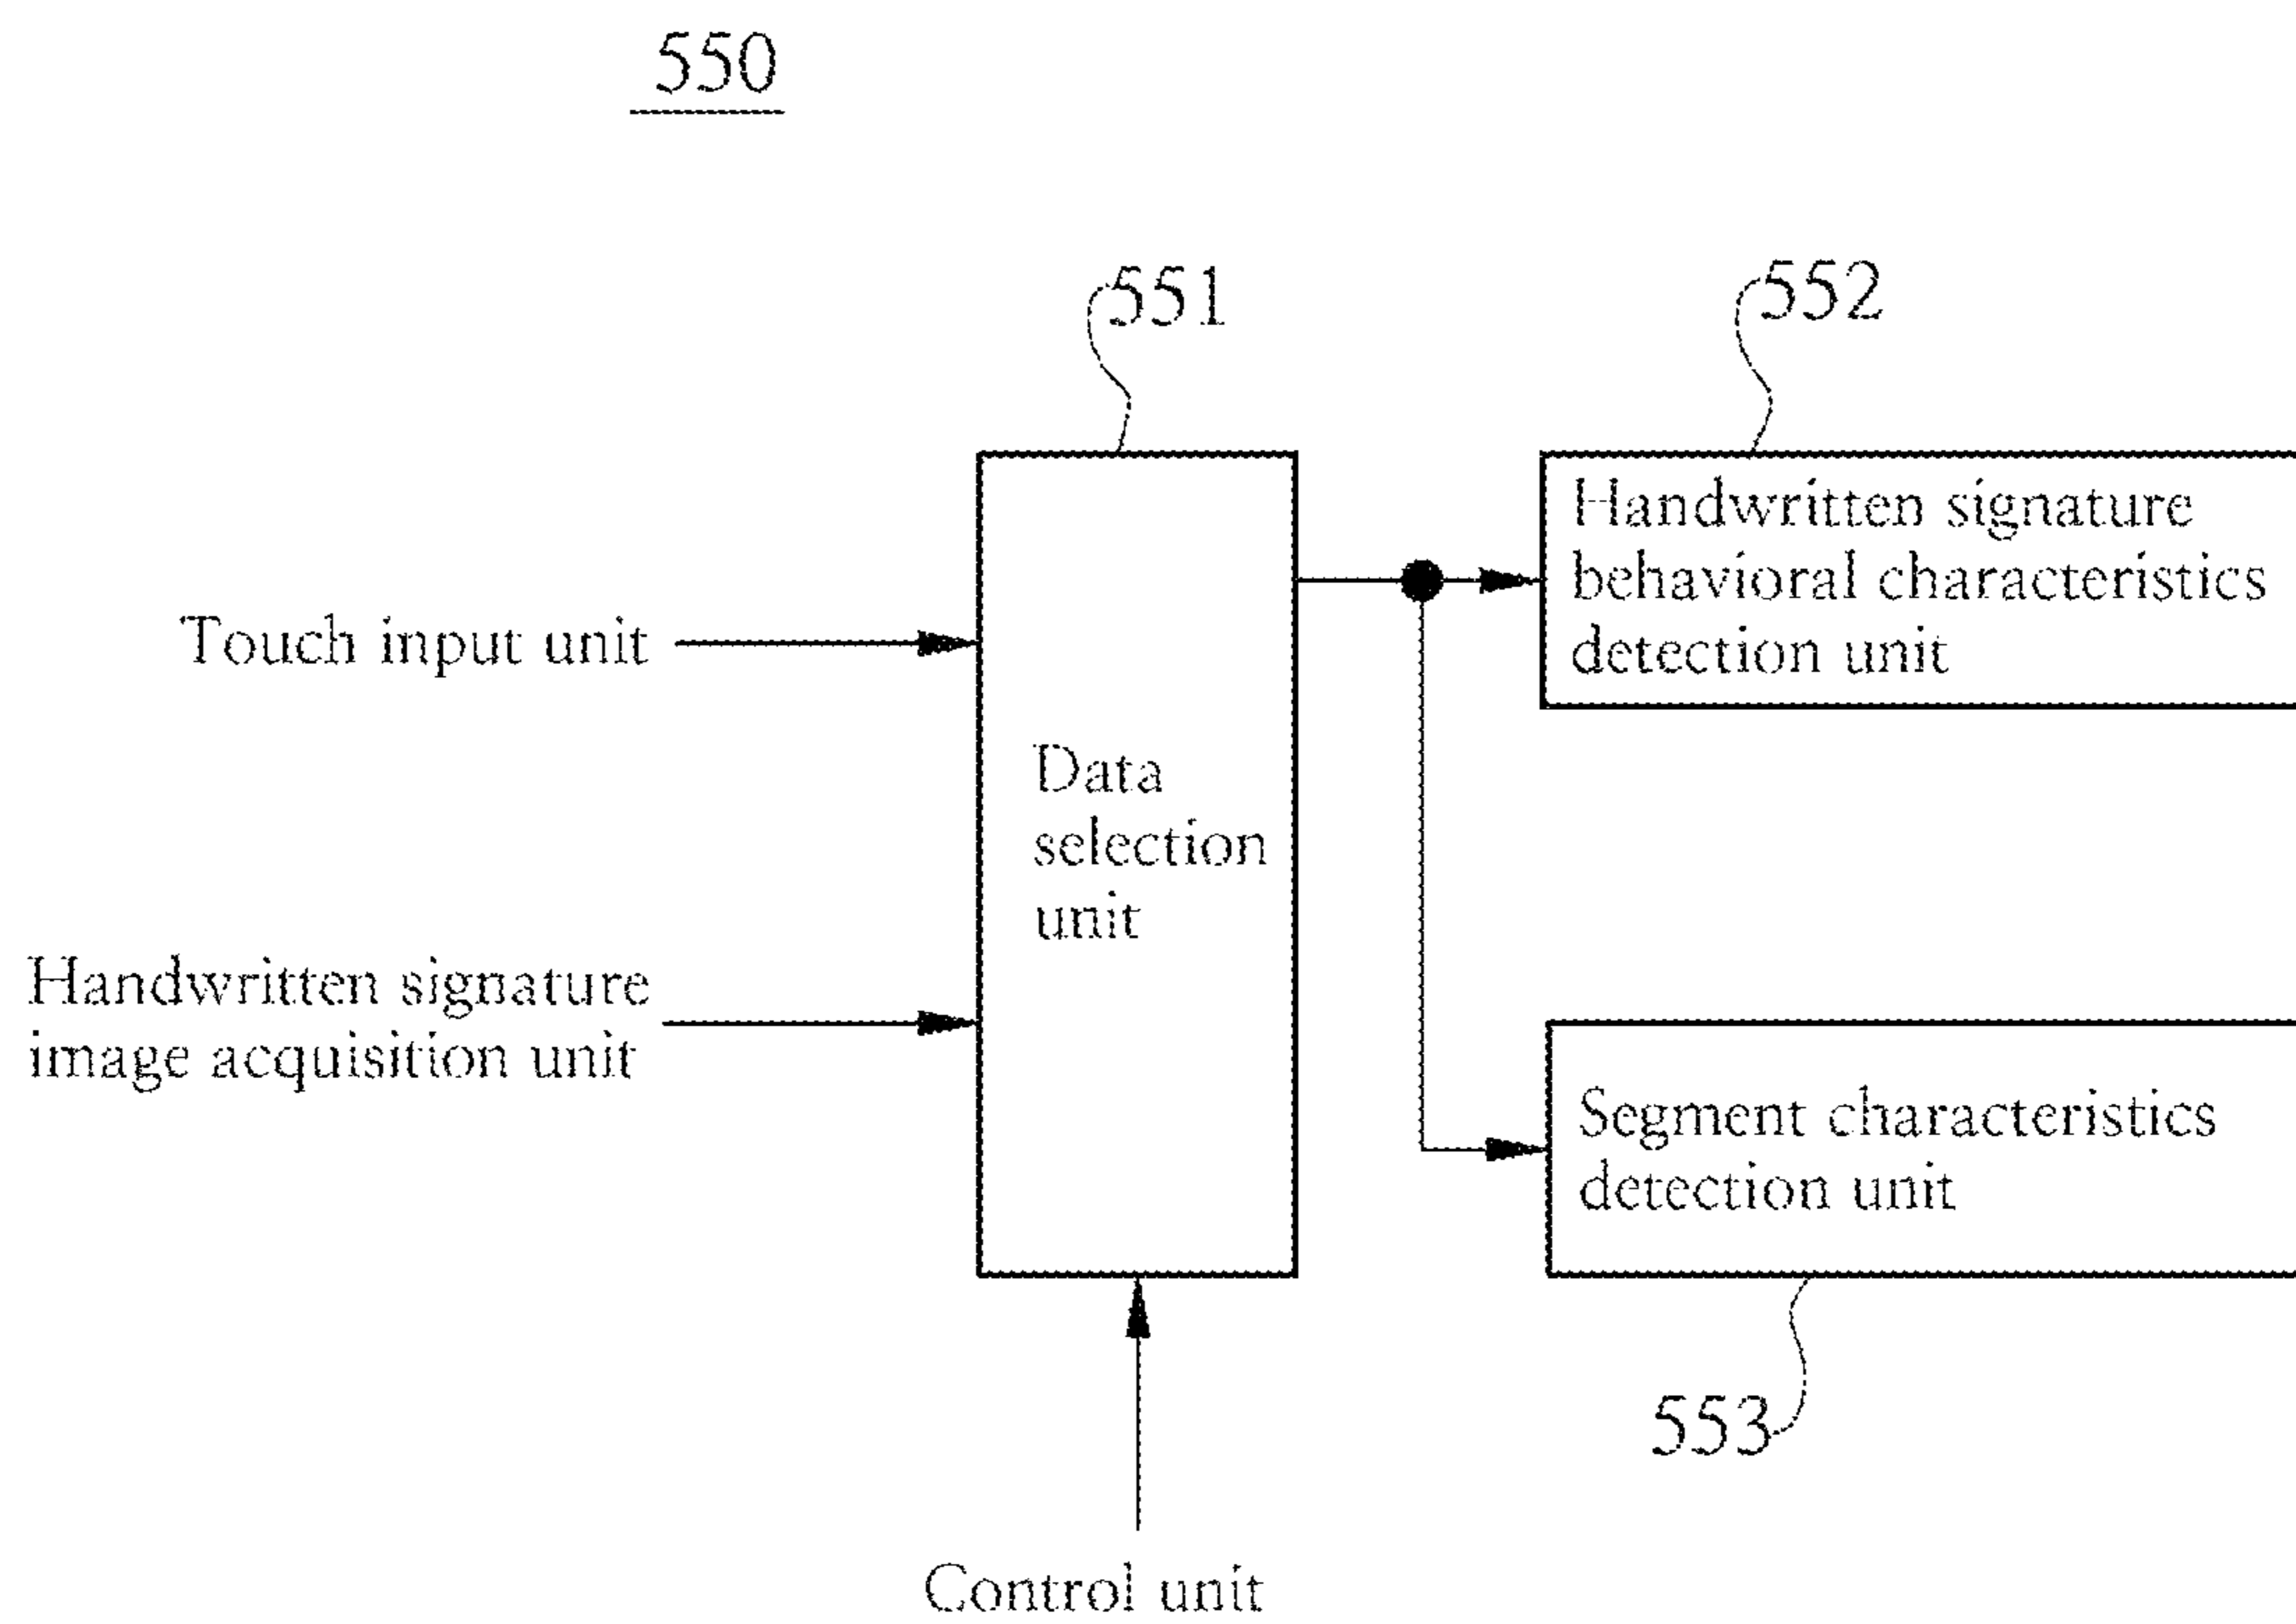 550
551
552
Handwritten signature
behavioral characteristics
detection unit
Touch input unit
Data
selection
unit
Handwritten signature
image acquisition unit
Segment characteristics
detection unit
553
Control unit